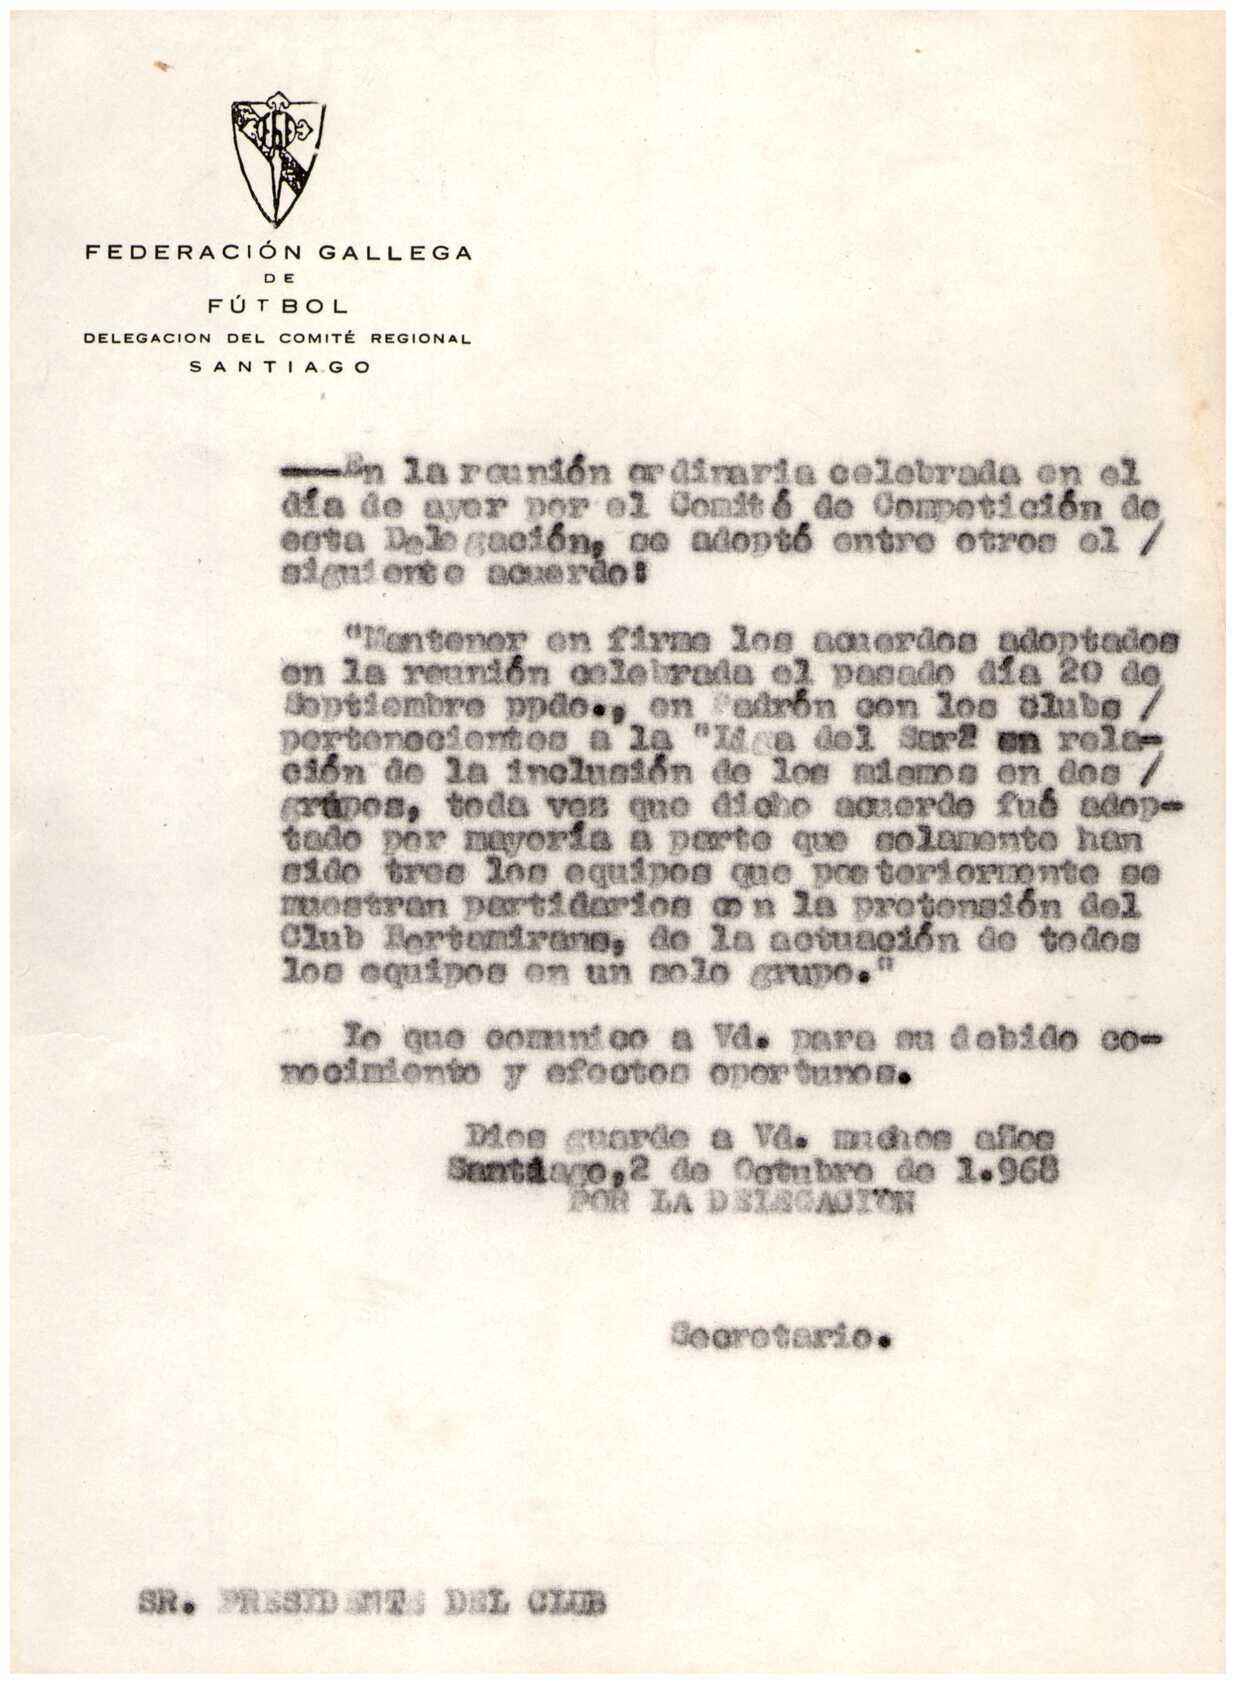 FEDERACIÓN GALLEGA
DE
FÚTBOL
DELEGACION DEL COMITÉ REGIONAL
SANTIAGO
——En la reunión ordinaria celebrada en el
día de ayer por el Comité de Competición de
esta Delegación, se adoptó entre otros el /
siguiente acuerdo:
"Mantener en firme los acuerdos adoptados
en la reunión celebrada el pasado día 20 de
Septiembre ppdo., en Padrón con los clubs /
pertenecientes a la "Liga del Sar2 en rela-
ción de la inclusión de los mismos en dos /
grupos, toda vez que dicho acuerdo fué adop-
tado por mayoría a parte que solamente han
sido tres los equipos que posteriormente se
muestran partidarios con la pretensión del
Club Bertamirans, de la actuación de todos
los equipos en un solo grupo."
Lo que comunico a Vd. para su debido co-
nocimiento y efectos oportunos.
Dios guarde a Vd. muchos años
Santiago,2 de Octubre de 1.968
POR LA DELEGACIÓN
Secretario.
SR. PRESIDENTE DEL CLUB